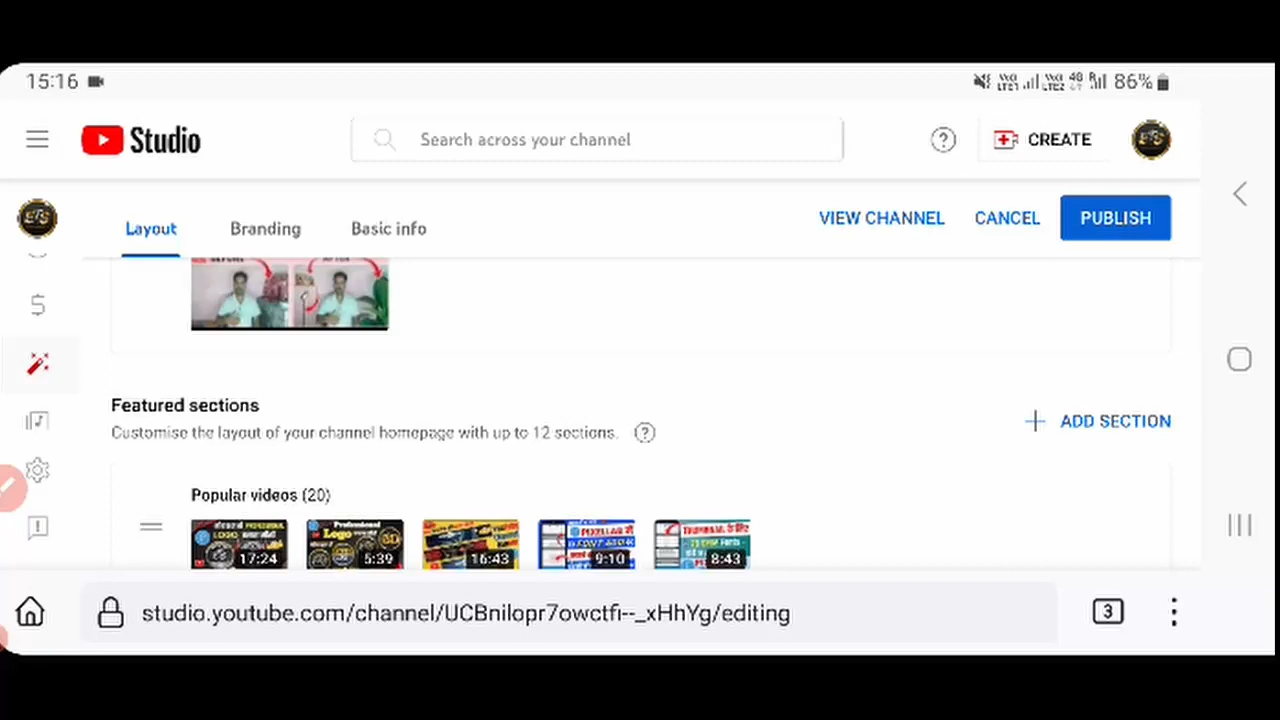 15:16
86%
Studio
Search across your channel
CREATE
Layout
Branding
Basic info
VIEW CHANNEL
CANCEL
PUBLISH
Featured sections
Customise the layout of your channel homepage with up to 12 sections.
ADD SECTION
Popular videos (20)
17:24
5:39
16:43
9:10
8:43
studio.youtube.com/channel/UCBnilopr7owctfi--_xHhYg/editing
3